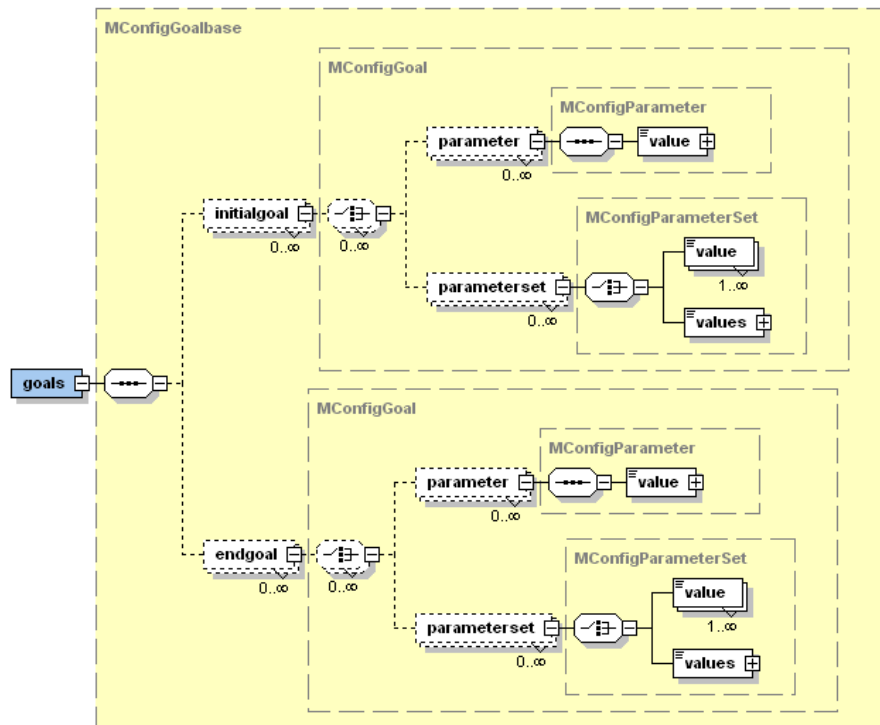 MConfigGoalbase
MConfigGoal
MConfigParameter
parameter
value
0..∞
initialgoal
0..∞
0..∞
MConfigParameterSet
value
1..∞
parameterset
0..∞
values
goals
MConfigGoal
MConfigParameter
parameter
value
0..∞
endgoal
0..∞
0..∞
MConfigParameterSet
value
1..∞
parameterset
0..∞
values